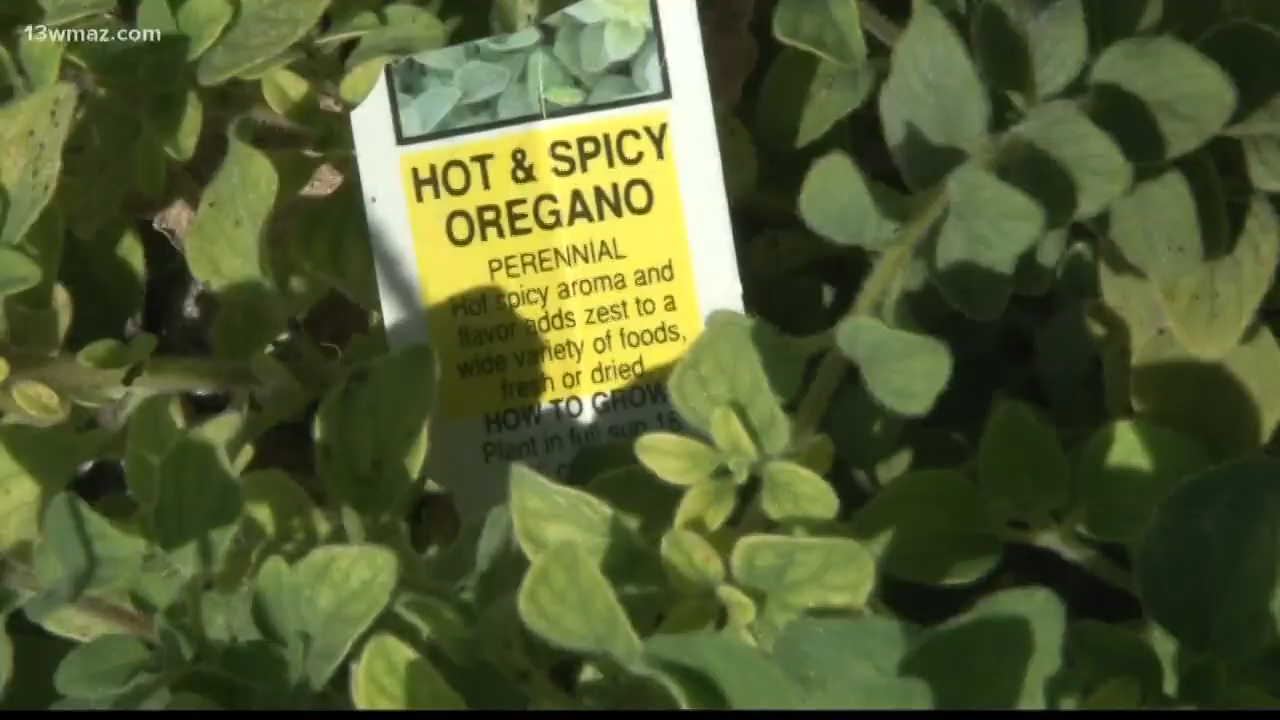 13wmaz.com
HOT & SPICY
OREGANO
PERENNIAL
Hot spicy aroma and
flavor adds zest to a
wide variety of foods,
fresh or dried
HOW TO GROW
Plant in full sun 18